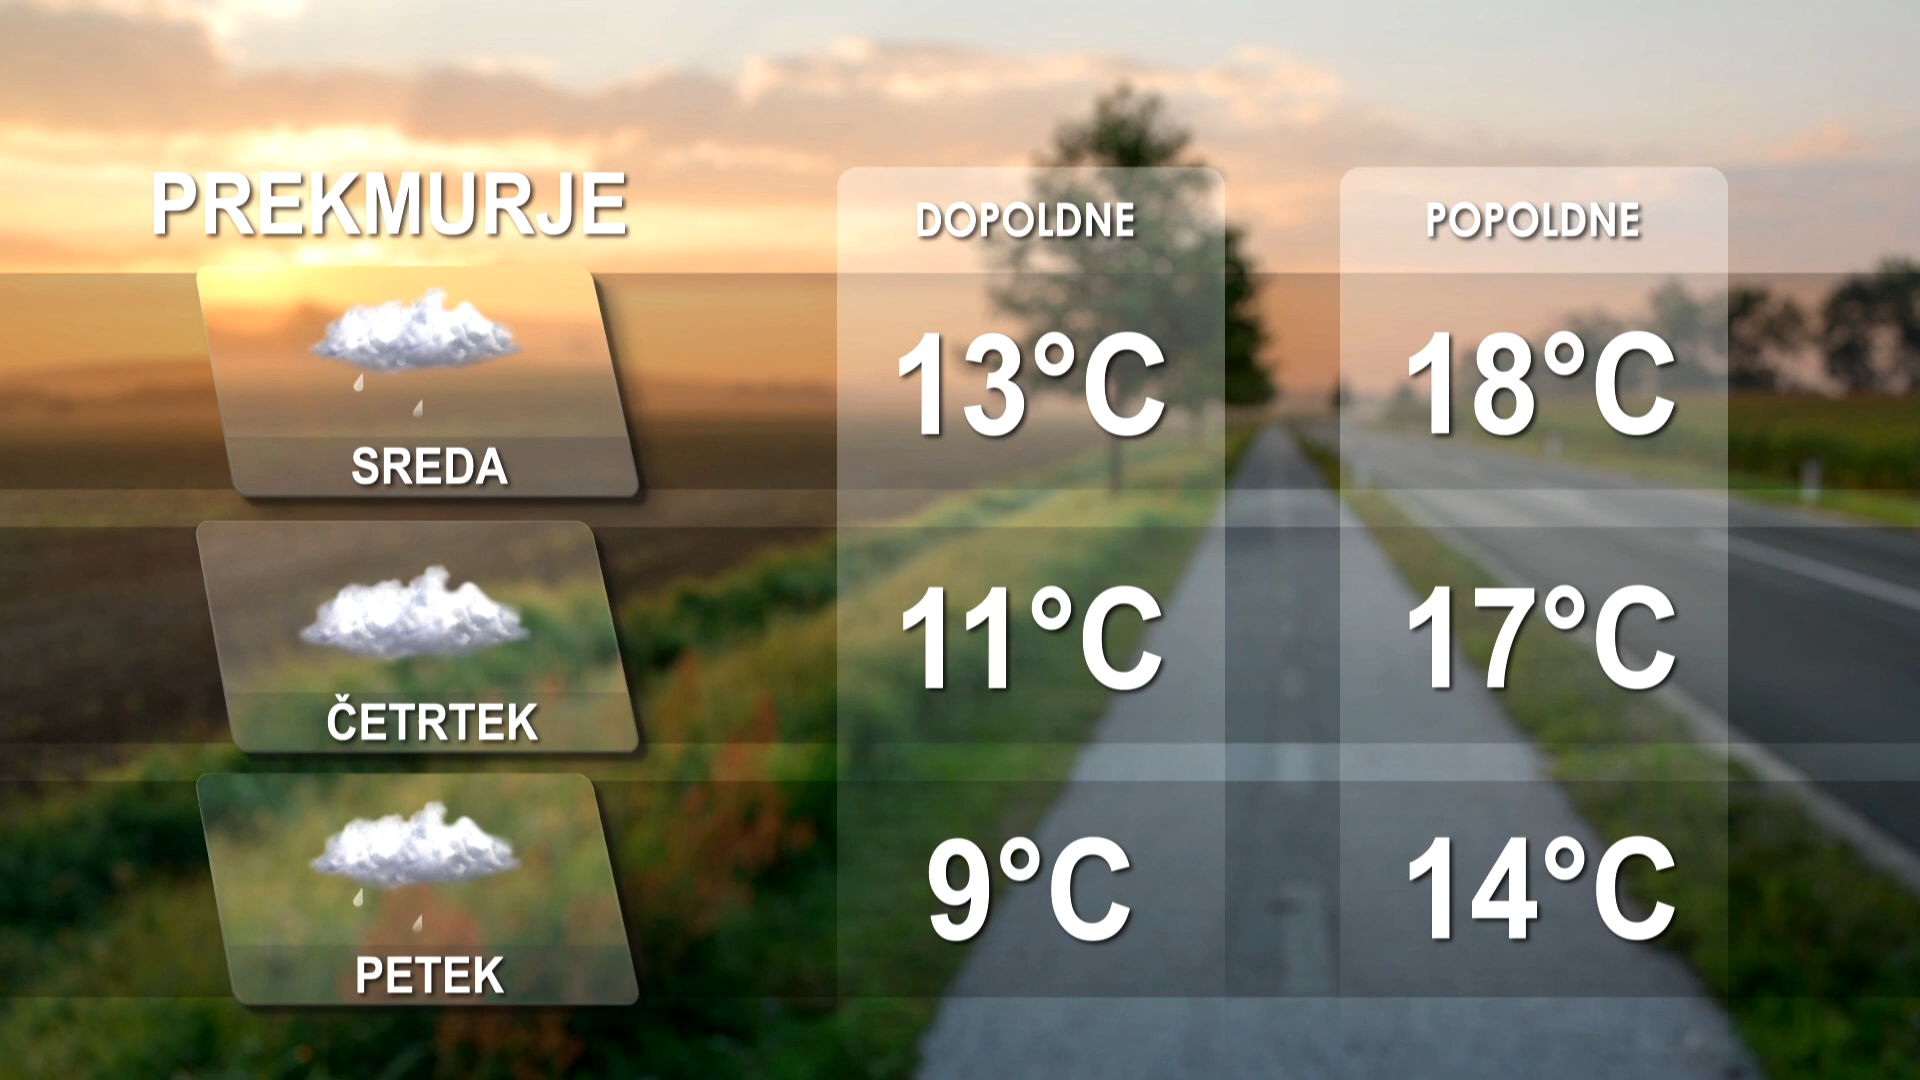 PREKMURJE
DOPOLDNE
POPOLDNE
SREDA
13°C
18°C
ČETRTEK
11°C
17°C
PETEK
9°C
14°C